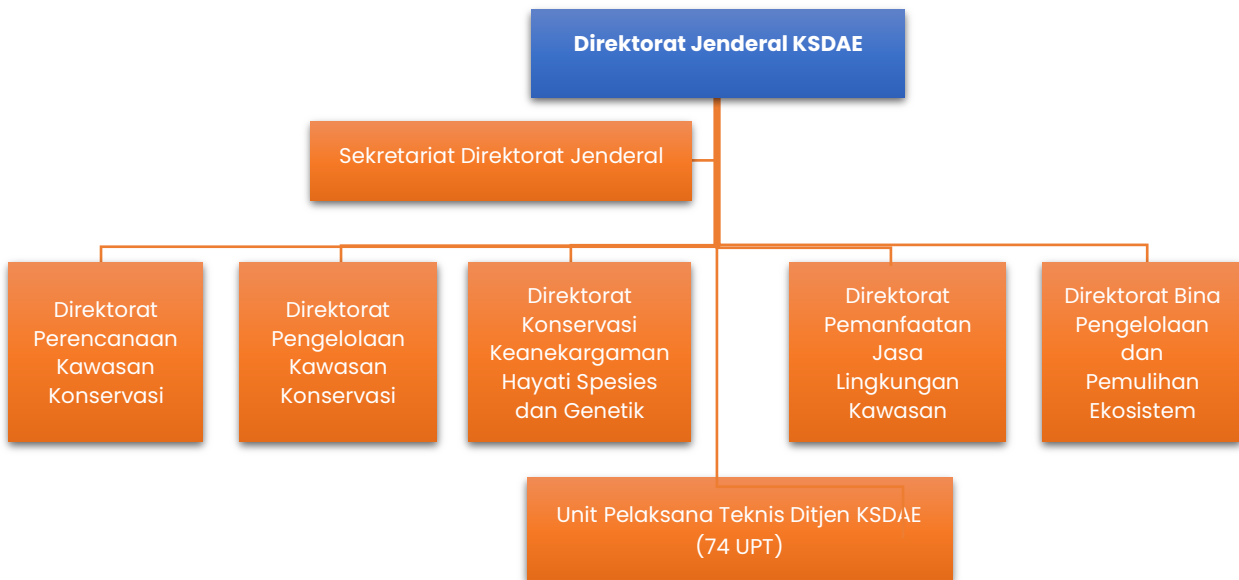 Direktorat Jenderal KSDAE
Sekretariat Direktorat Jenderal
Direktorat
Perencanaan
Kawasan
Konservasi
Direktorat
Pengelolaan
Kawasan
Konservasi
Direktorat
Konservasi
Keanekargaman
Hayati Spesies
dan Genetik
Direktorat
Pemanfaatan
Jasa
Lingkungan
Kawasan
Direktorat Bina
Pengelolaan
dan
Pemulihan
Ekosistem
Unit Pelaksana Teknis Ditjen KSDAE
(74 UPT)